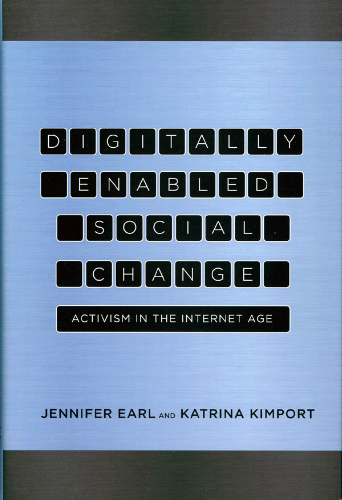 DIGITALLY
ENABLED
SOCIAL
CHANGE
ACTIVISM IN THE INTERNET AGE
JENNIFER EARL AND KATRINA KIMPORT